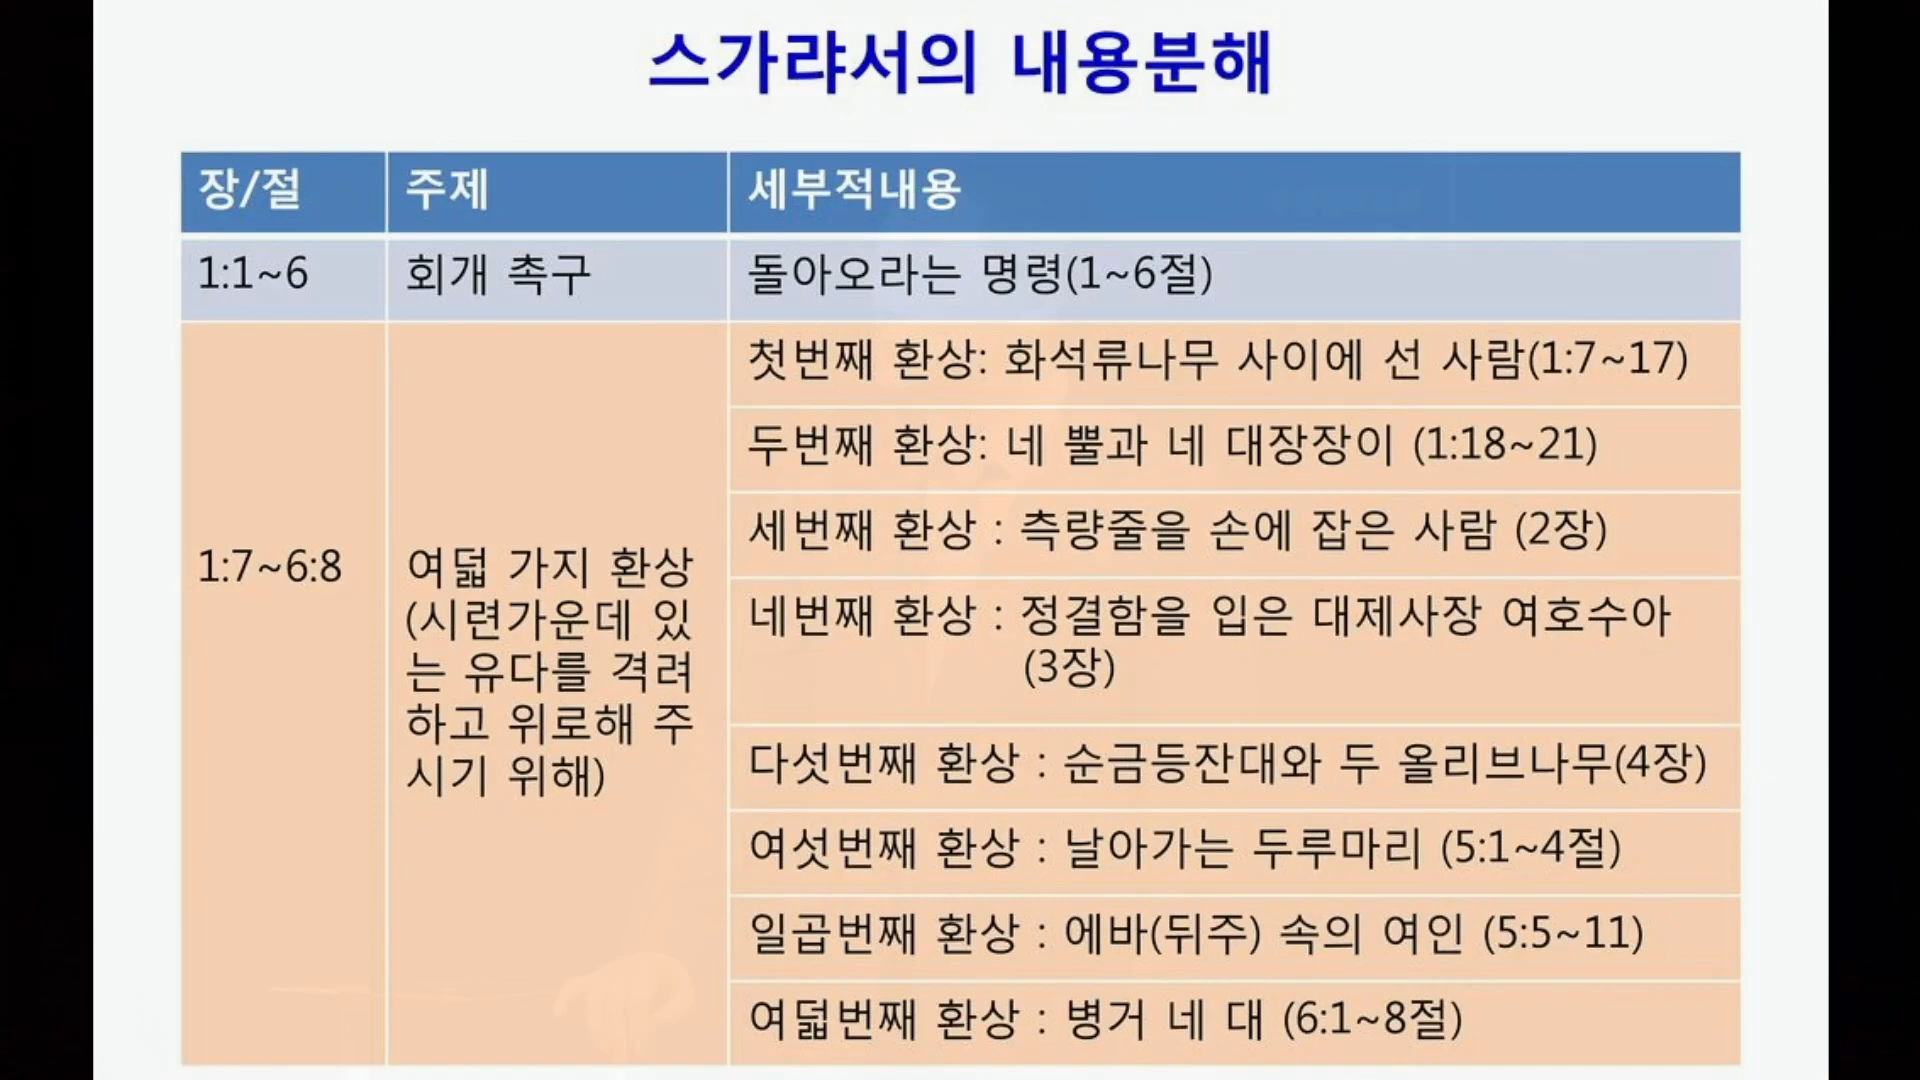 스가랴서의 내용분해
장/절 주제 세부적내용
1:1~6 회개 촉구 돌아오라는 명령(1~6절)
1:7~6:8
여덟 가지 환상
(시련가운데 있
는 유다를 격려
하고 위로해 주
시기 위해)
첫번째 환상: 화석류나무 사이에 선 사람(1:7~17)
두번째 환상: 네 뿔과 네 대장장이 (1:18~21)
세번째 환상 : 측량줄을 손에 잡은 사람 (2장)
네번째 환상 : 정결함을 입은 대제사장 여호수아
(3장)
다섯번째 환상 : 순금등잔대와 두 올리브나무(4장)
여섯번째 환상 : 날아가는 두루마리 (5:1~4절)
일곱번째 환상 : 에바(뒤주) 속의 여인 (5:5~11)
여덟번째 환상 : 병거 네 대 (6:1~8절)